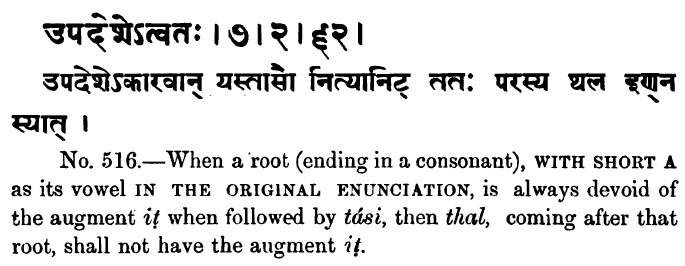 उपदेशेऽत्वतः । ७ । २ । ६२ ।
उपदेशेऽकारवान् यस्तासौ नित्यानिट् ततः परस्य थल इण्न
स्यात् ।
No. 516.—When a root (ending in a consonant), WITH SHORT A
as its vowel IN THE ORIGINAL ENUNCIATION, is always devoid of
the augment iṭ when followed by tási, then thal, coming after that
root, shall not have the augment iṭ.